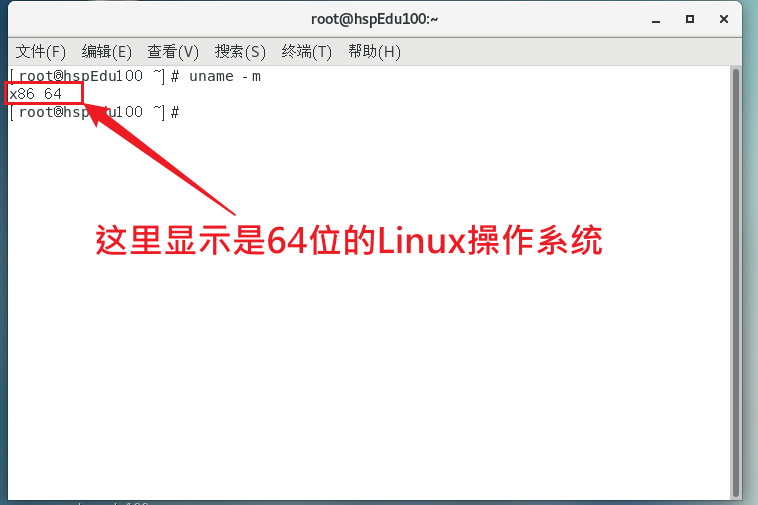 root@hspEdu100:~
文件(F) 编辑(E) 查看(V) 搜索(S) 终端(T) 帮助(H)
[root@hspEdu100 ~]# uname -m
x86_64
[root@hspEdu100 ~]#
这里显示是64位的Linux操作系统